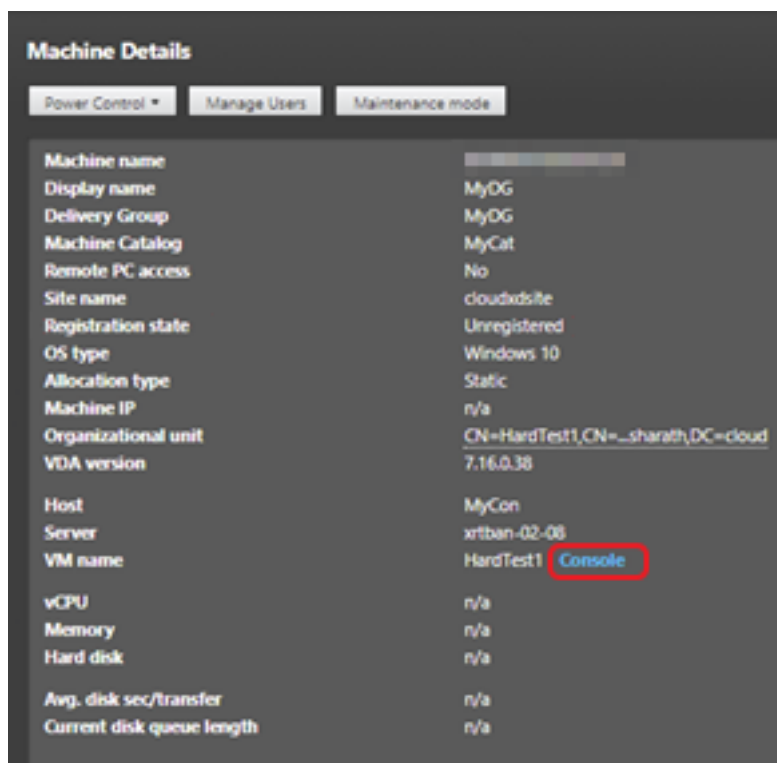 Machine Details
Power Control Manage Users Maintenance mode
Machine name
Display name MyDG
Delivery Group MyDG
Machine Catalog MyCat
Remote PC access No
Site name cloudxdsite
Registration state Unregistered
OS type Windows 10
Allocation type Static
Machine IP n/a
Organizational unit CN=HardTest1,CN=...sharath,DC=cloud
VDA version 7.16.0.38
Host MyCon
Server xrtban-02-08
VM name HardTest1 Console
vCPU n/a
Memory n/a
Hard disk n/a
Avg. disk sec/transfer n/a
Current disk queue length n/a